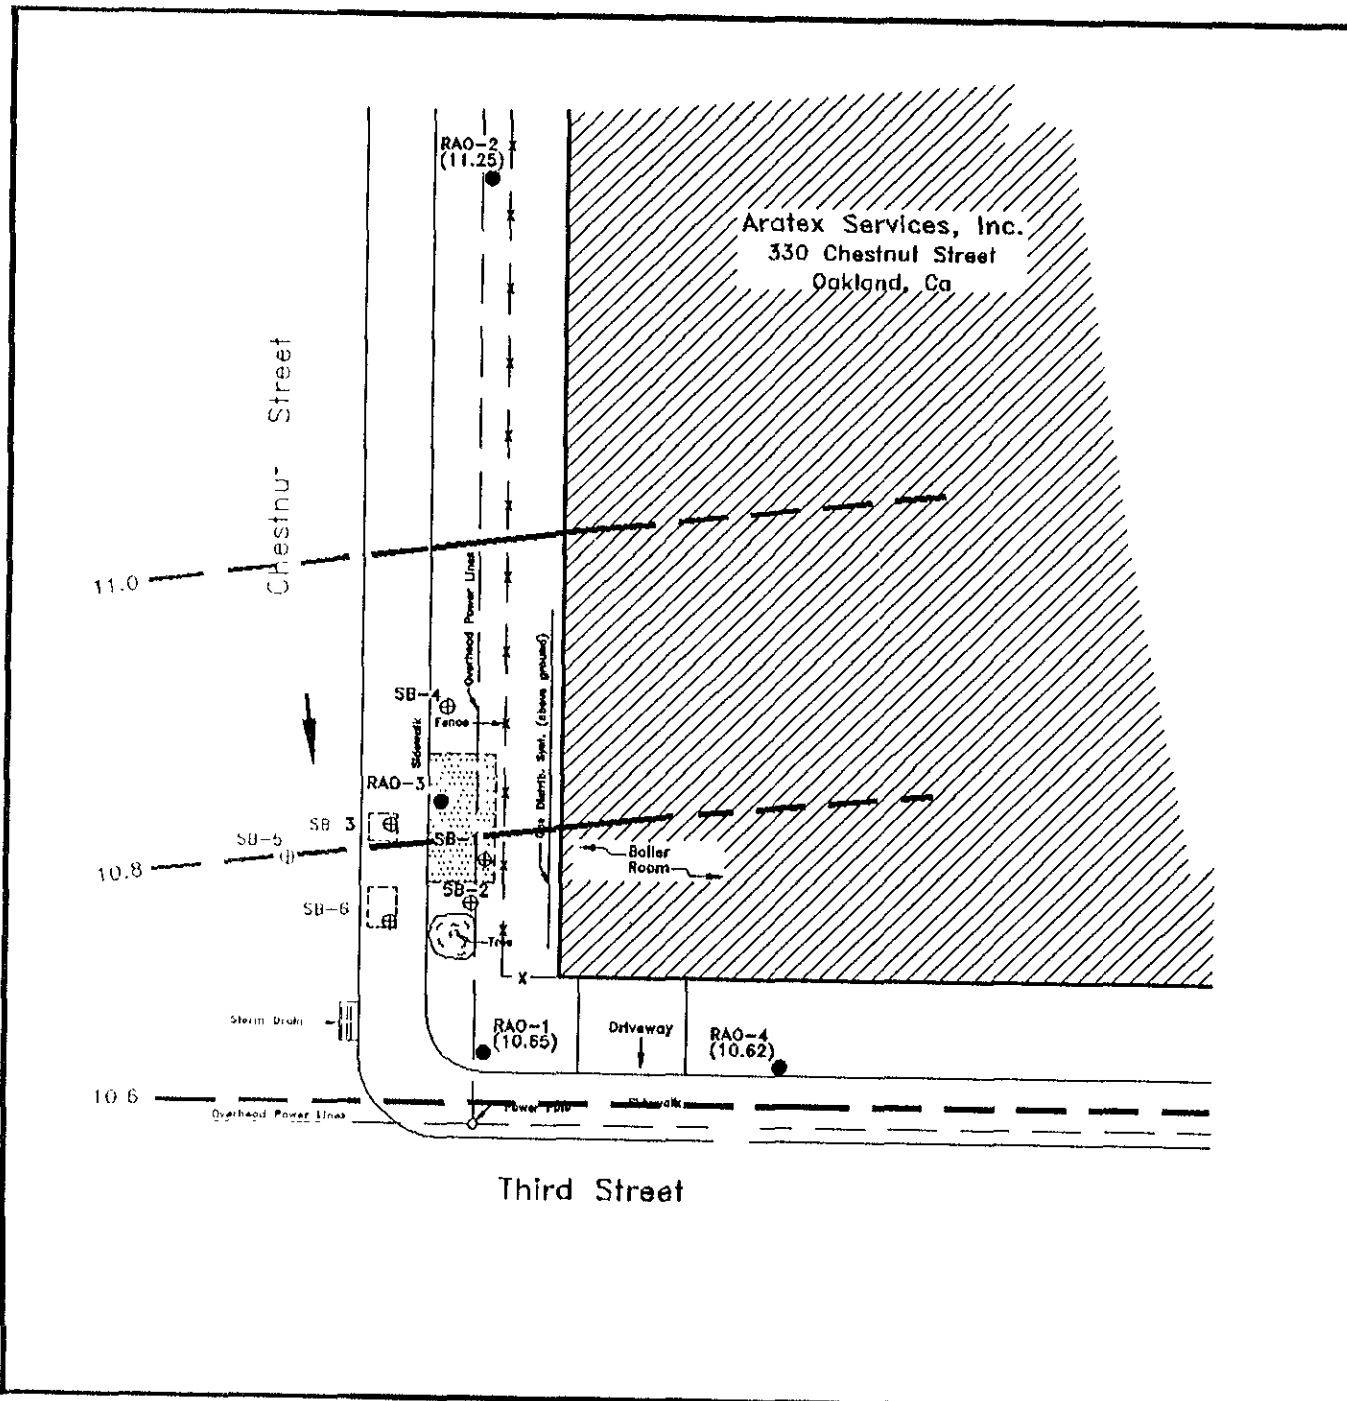 RAO-2
(11.25)
Aratex Services, Inc.
330 Chestnut Street
Oakland, Ca
Chestnu Street
11.0
Overhead Power Lines
Distrib. Syst. (above ground)
SB-4
Fence
Sidewalk
RAO-3
SB-3
SB-5
SB-1
10.8
Boiler
Room
SB-2
SB-6
Tree
X
Storm Drain
RAO-1
(10.65)
Driveway
RAO-4
(10.62)
10.6
Overhead Power Lines
Power Pole
Sidewalk
Third Street